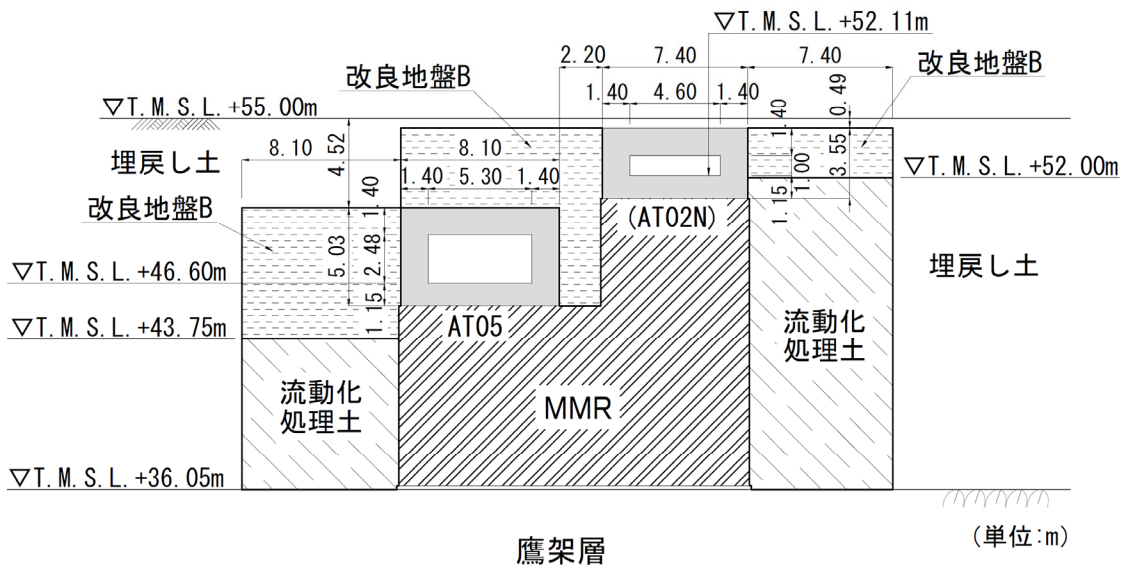 ▽T.M.S.L.+52.11m
2.20
7.40
7.40
改良地盤B
改良地盤B
1.40
4.60
1.40
0.49
▽T.M.S.L.+55.00m
8.10
4.52
8.10
1.40
1.00
3.55
1.15
埋戻し土
▽T.M.S.L.+52.00m
1.40
5.30
1.40
改良地盤B
1.40
(AT02N)
5.03
2.48
1.15
▽T.M.S.L.+46.60m
埋戻し土
▽T.M.S.L.+43.75m
AT05
流動化
処理土
流動化
処理土
MMR
▽T.M.S.L.+36.05m
(単位:m)
鷹架層